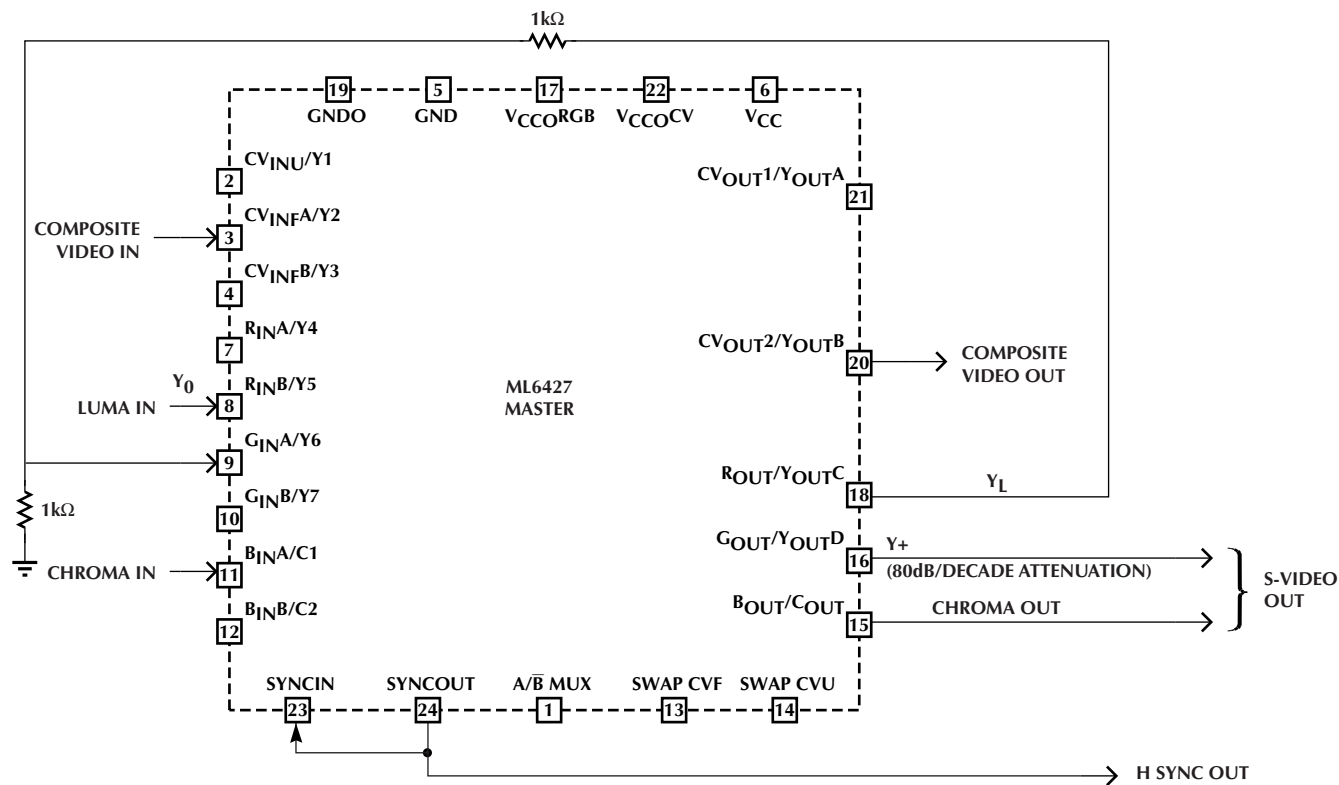 1kΩ
19
5
17
22
6
GNDO
GND
VCCORGB
VCCOCV
VCC
CVINU/Y1
2
CVINFA/Y2
COMPOSITE
VIDEO IN
3
CVINFB/Y3
4
RINA/Y4
7
Y0
RINB/Y5
LUMA IN
8
GINA/Y6
9
1kΩ
GINB/Y7
10
BINA/C1
CHROMA IN
11
BINB/C2
12
ML6427
MASTER
CVOUT1/YOUTA
21
CVOUT2/YOUTB
20
COMPOSITE
VIDEO OUT
ROUT/YOUTC
18
YL
GOUT/YOUTD
16
Y+
(80dB/DECADE ATTENUATION)
S-VIDEO
OUT
BOUT/COUT
15
CHROMA OUT
SYNCIN
SYNCOUT
A/B̅ MUX
SWAP CVF
SWAP CVU
23
24
1
13
14
H SYNC OUT